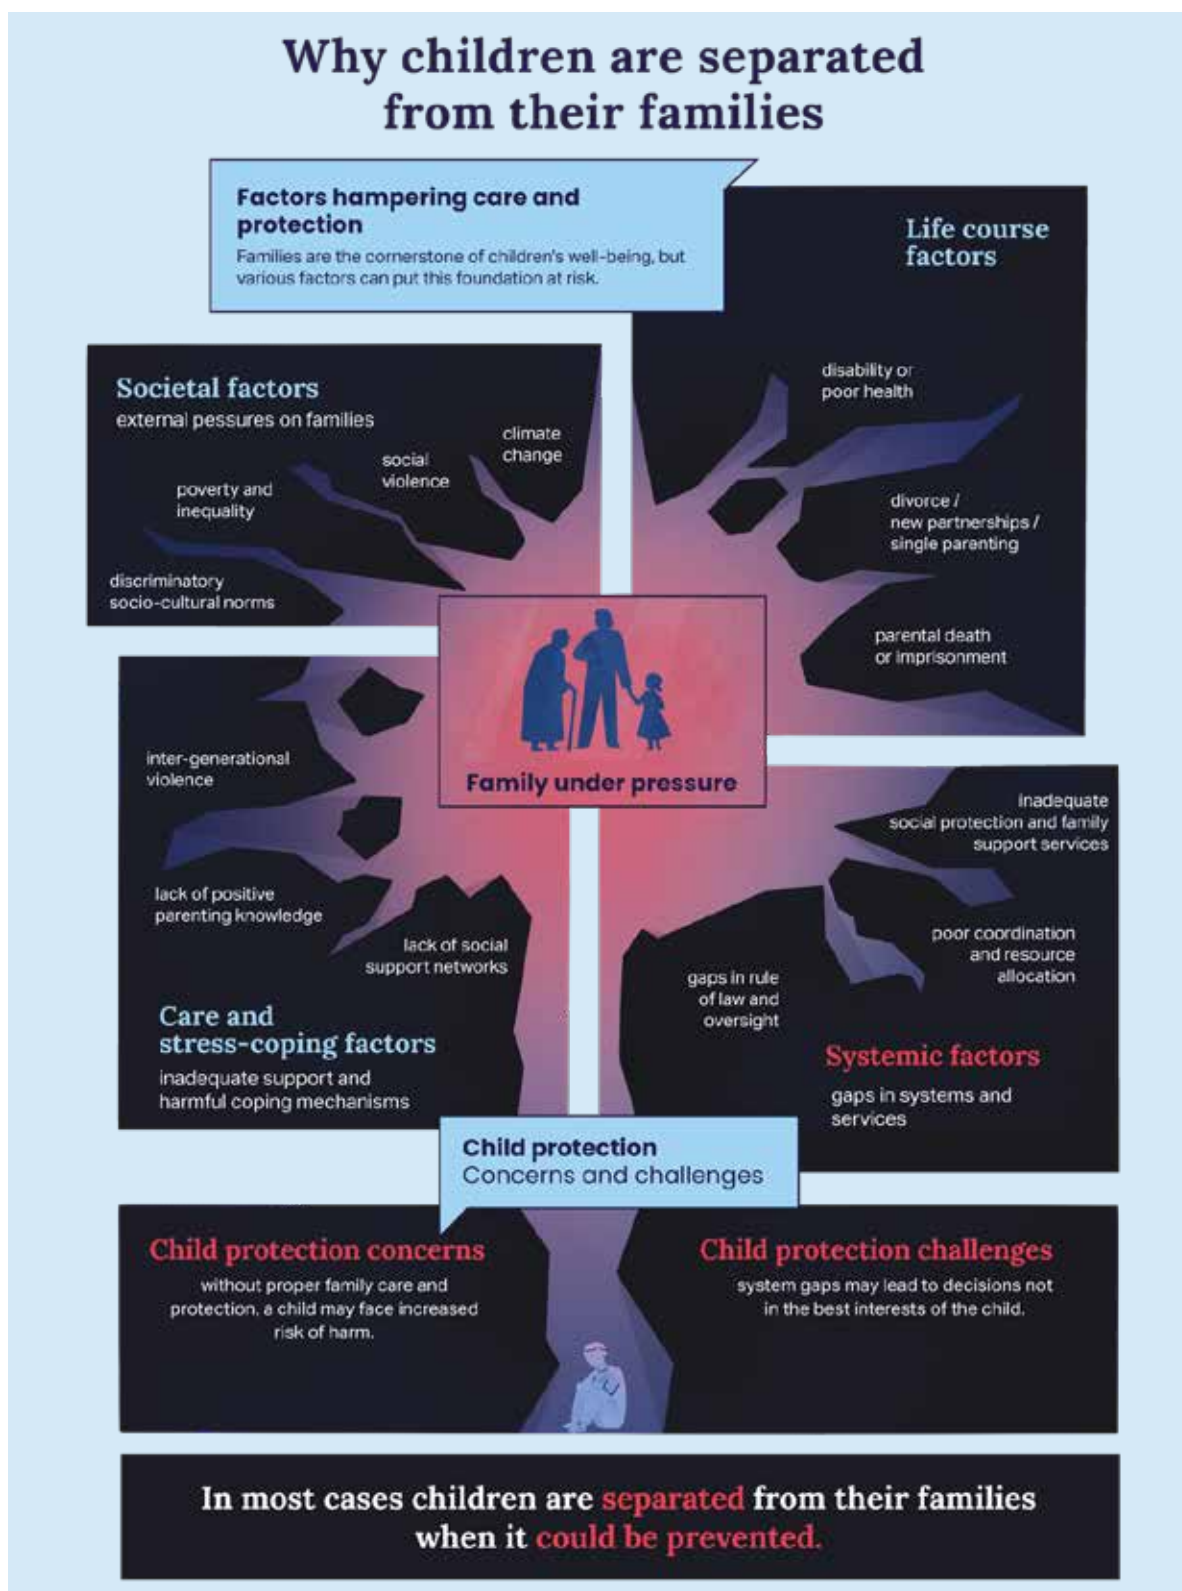 Why children are separated
from their families
Factors hampering care and
protection
Families are the cornerstone of children's well-being, but
various factors can put this foundation at risk.
Life course
factors
disability or
poor health
divorce /
new partnerships /
single parenting
parental death
or imprisonment
Societal factors
external pessures on families
climate
change
social
violence
poverty and
inequality
discriminatory
socio-cultural norms
Family under pressure
inter-generational
violence
lack of positive
parenting knowledge
lack of social
support networks
Care and
stress-coping factors
inadequate support and
harmful coping mechanisms
inadequate
social protection and family
support services
poor coordination
and resource
allocation
gaps in rule
of law and
oversight
Systemic factors
gaps in systems and
services
Child protection
Concerns and challenges
Child protection concerns
without proper family care and
protection, a child may face increased
risk of harm.
Child protection challenges
system gaps may lead to decisions not
in the best interests of the child.
In most cases children are separated from their families
when it could be prevented.